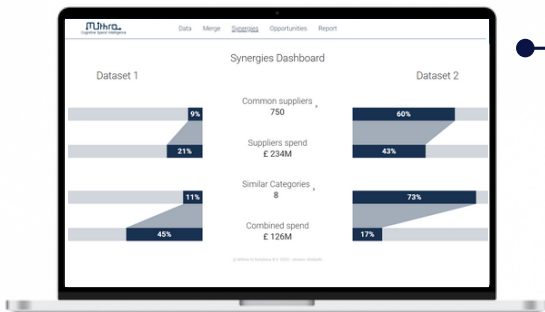 Mithra
Cognitive Spend Intelligence
Data Merge Synergies Opportunities Report
Synergies Dashboard
Dataset 1
Dataset 2
Common suppliers
750
9%
60%
Suppliers spend
£ 234M
21%
43%
Similar Categories
8
11%
73%
Combined spend
£ 126M
45%
17%